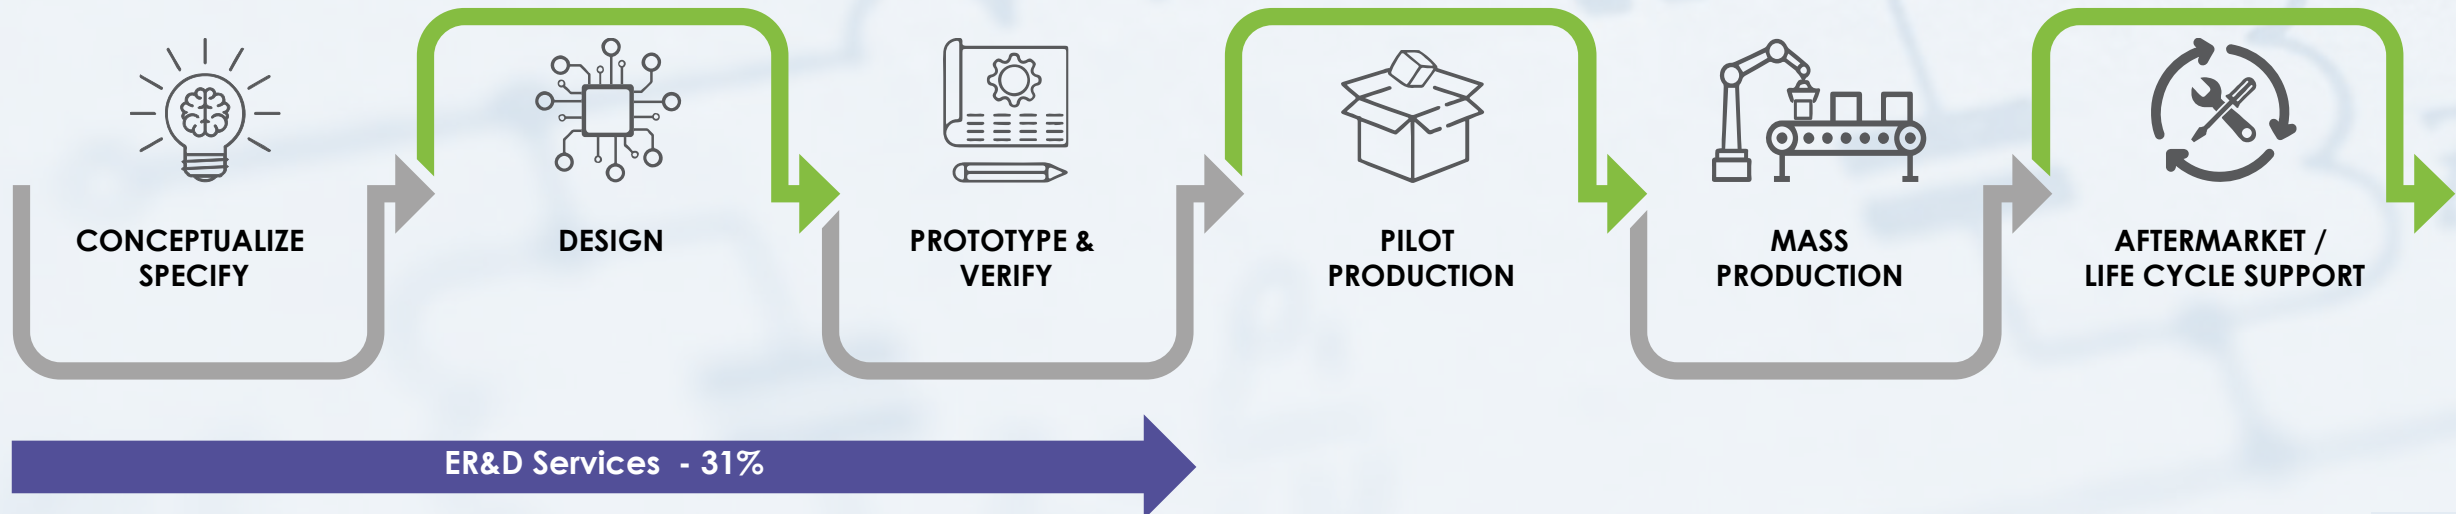 CONCEPTUALIZE
SPECIFY
DESIGN
PROTOTYPE &
VERIFY
PILOT
PRODUCTION
MASS
PRODUCTION
AFTERMARKET /
LIFE CYCLE SUPPORT
ER&D Services - 31%